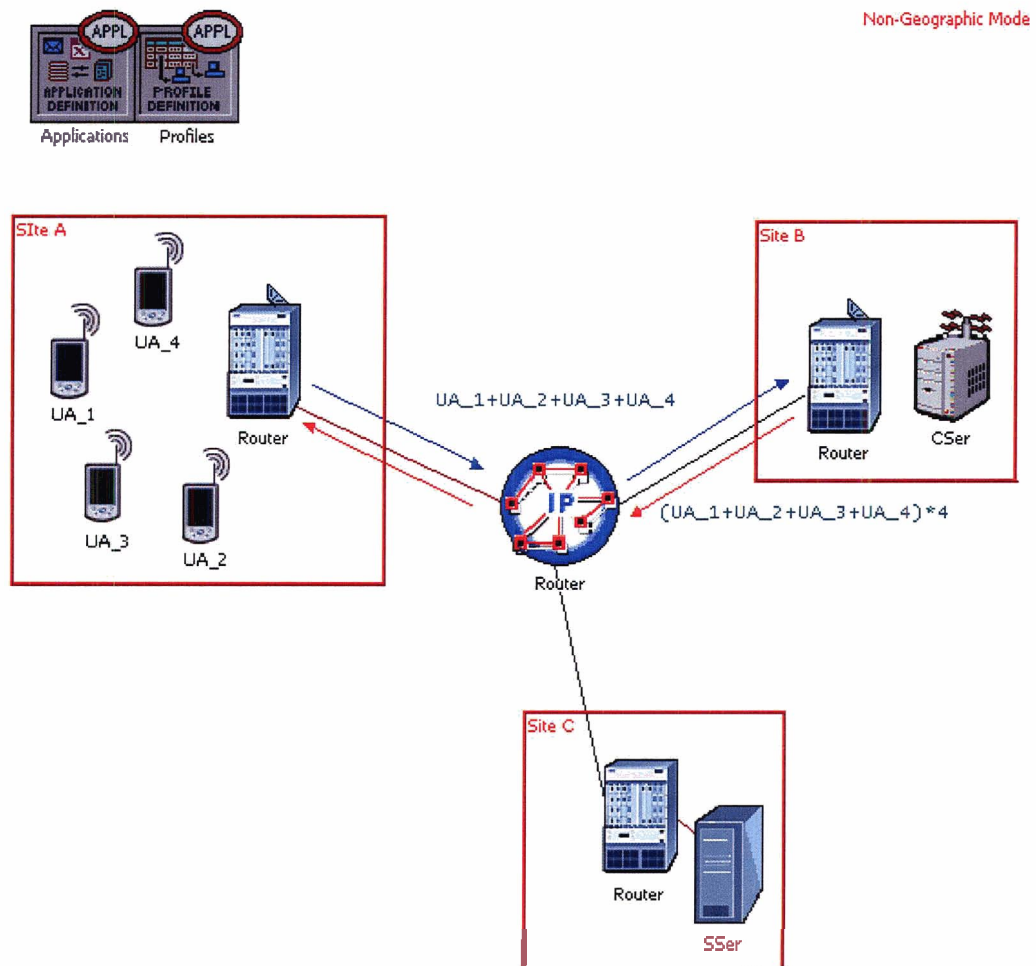 Non-Geographic Mode
APPL
APPL
APPLICATION
DEFINITION
PROFILE
DEFINITION
Applications
Profiles
SIte A
UA_4
UA_1
Router
UA_3
UA_2
UA_1+UA_2+UA_3+UA_4
IP
Router
Site B
Router
CSer
(UA_1+UA_2+UA_3+UA_4)*4
Site C
Router
SSer